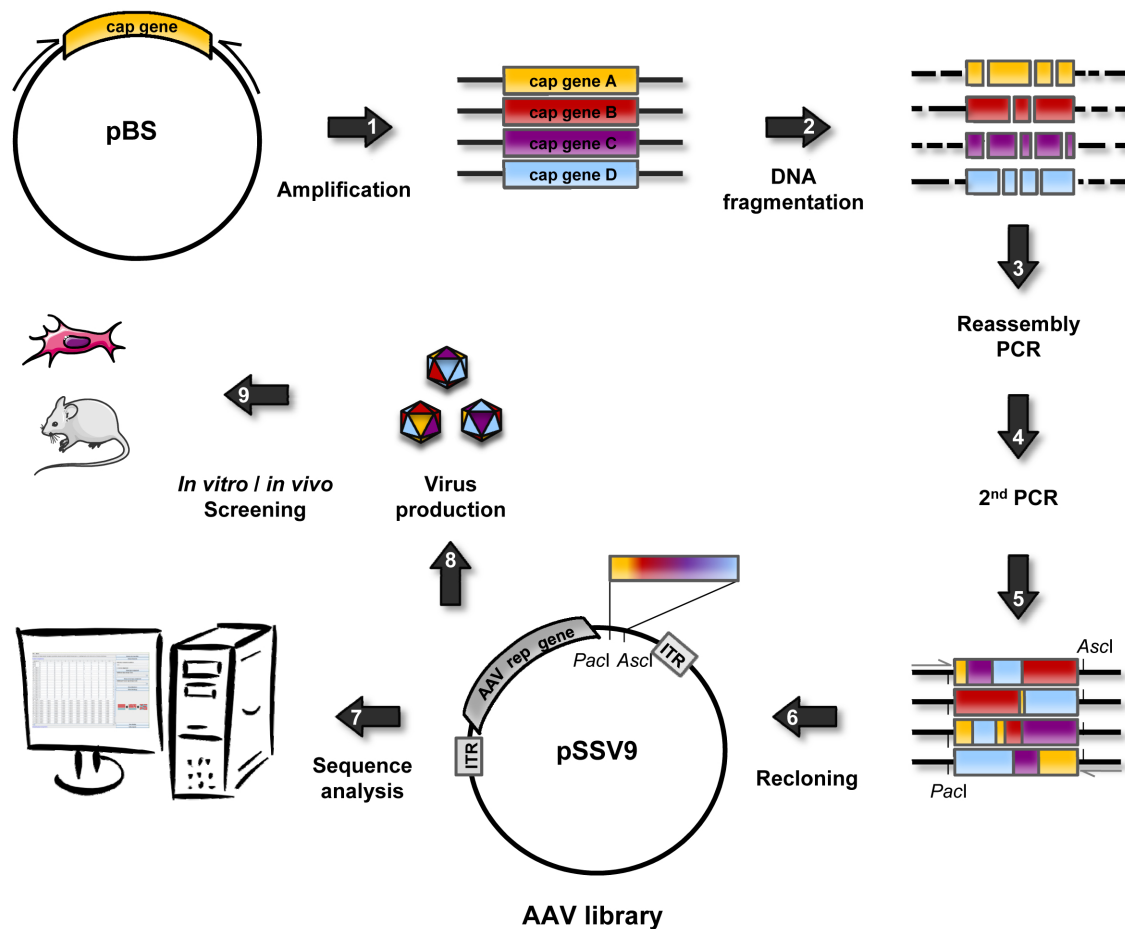 cap gene
pBS
1
Amplification
cap gene A
cap gene B
cap gene C
cap gene D
2
DNA
fragmentation
3
Reassembly
PCR
4
2nd PCR
5
AscI
PacI
6
Recloning
AAV rep gene
PacI AscI
ITR
ITR
pSSV9
AAV library
7
Sequence
analysis
8
Virus
production
9
In vitro / in vivo
Screening